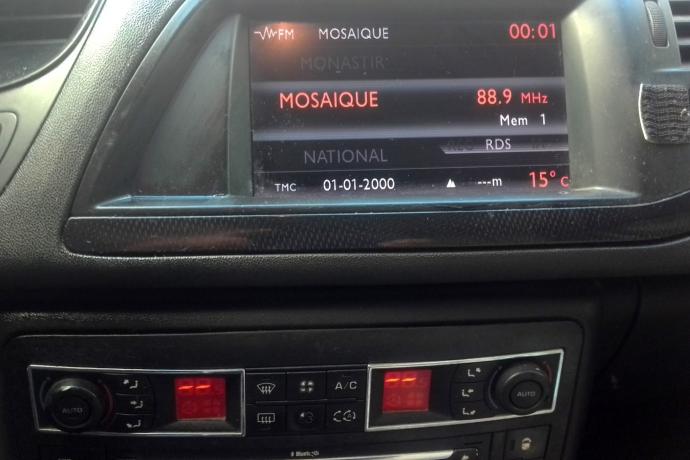 FM MOSAIQUE 00:01
MONASTIR
MOSAIQUE 88.9 MHz
Mem 1
RDS
NATIONAL
TMC 01-01-2000 ---m 15° C
AUTO A/C AUTO
Bluetooth